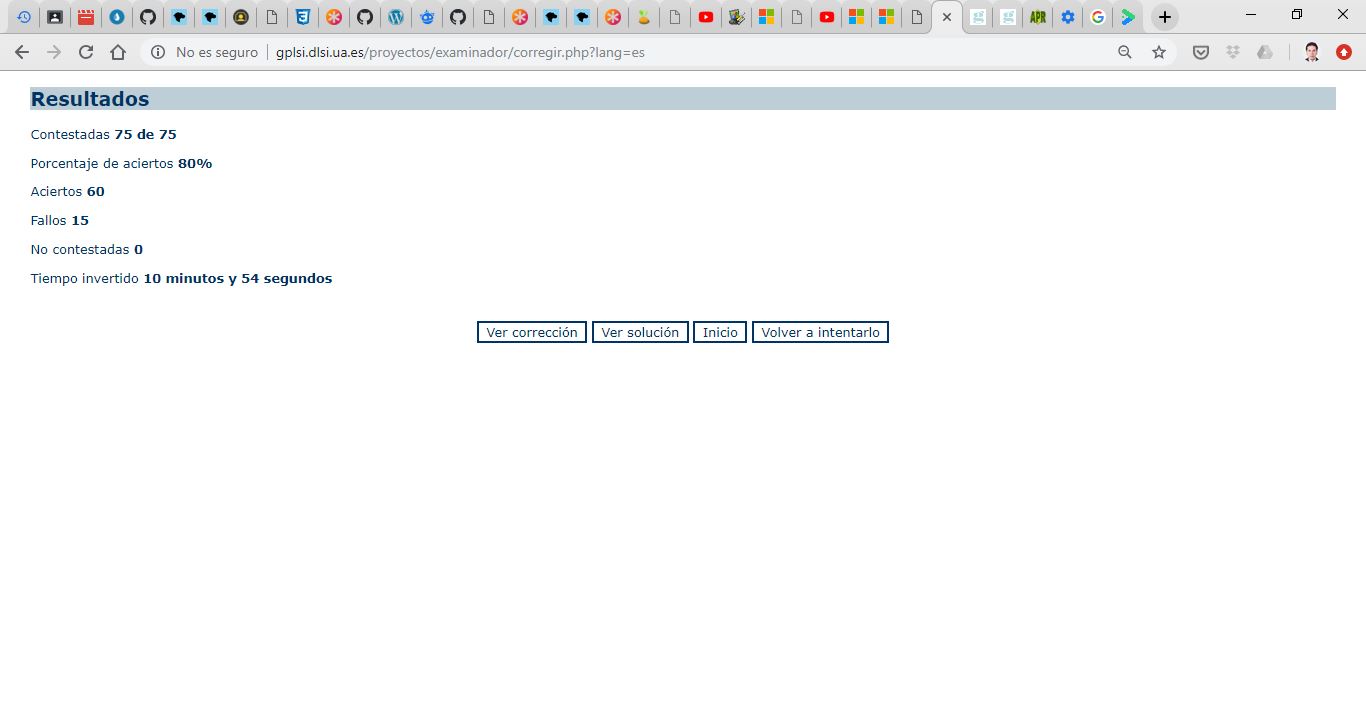 APR
No es seguro
gplsi.dlsi.ua.es/proyectos/examinador/corregir.php?lang=es
Resultados
Contestadas 75 de 75
Porcentaje de aciertos 80%
Aciertos 60
Fallos 15
No contestadas 0
Tiempo invertido 10 minutos y 54 segundos
Ver corrección Ver solución Inicio Volver a intentarlo